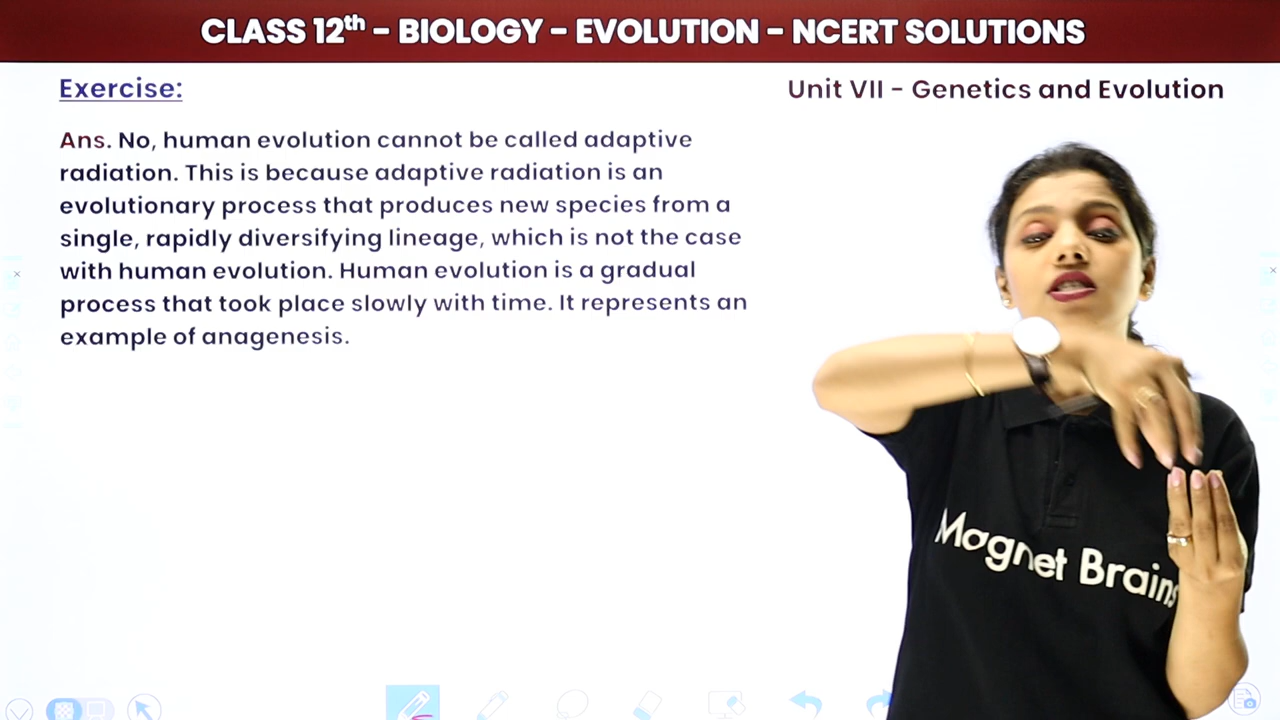 CLASS 12th – BIOLOGY – EVOLUTION – NCERT SOLUTIONS
Exercise:
Unit VII – Genetics and Evolution
Ans. No, human evolution cannot be called adaptive
radiation. This is because adaptive radiation is an
evolutionary process that produces new species from a
single, rapidly diversifying lineage, which is not the case
with human evolution. Human evolution is a gradual
process that took place slowly with time. It represents an
example of anagenesis.
Magnet Brains